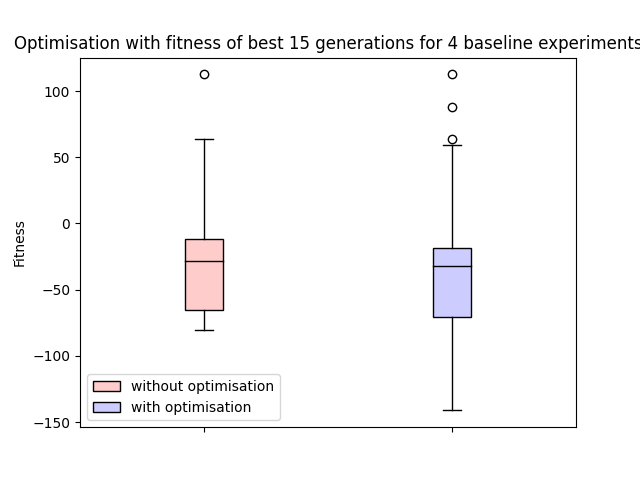 Optimisation with fitness of best 15 generations for 4 baseline experiments
100
50
0
−50
−100
−150
Fitness
without optimisation
with optimisation